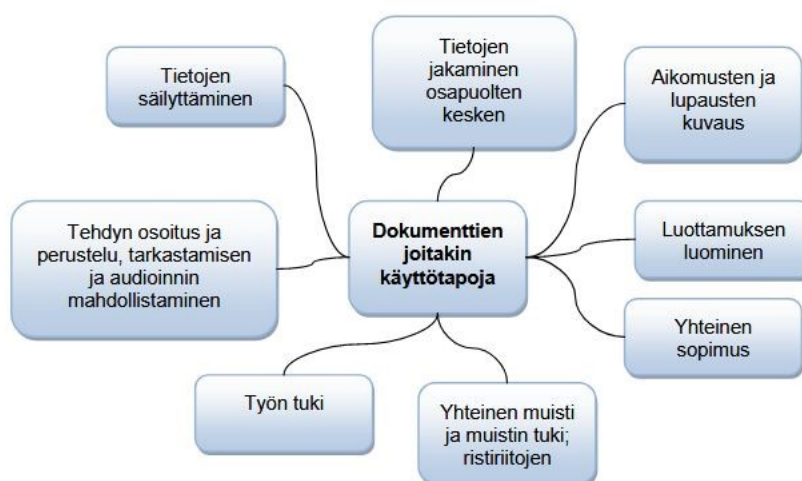 Tietojen
säilyttäminen
Tietojen
jakaminen
osapuolten
kesken
Aikomusten ja
lupausten
kuvaus
Tehdyn osoitus ja
perustelu, tarkastamisen
ja audioinnin
mahdollistaminen
Dokumenttien
joitakin
käyttötapoja
Luottamuksen
luominen
Yhteinen
sopimus
Työn tuki
Yhteinen muisti
ja muistin tuki;
ristiriitojen